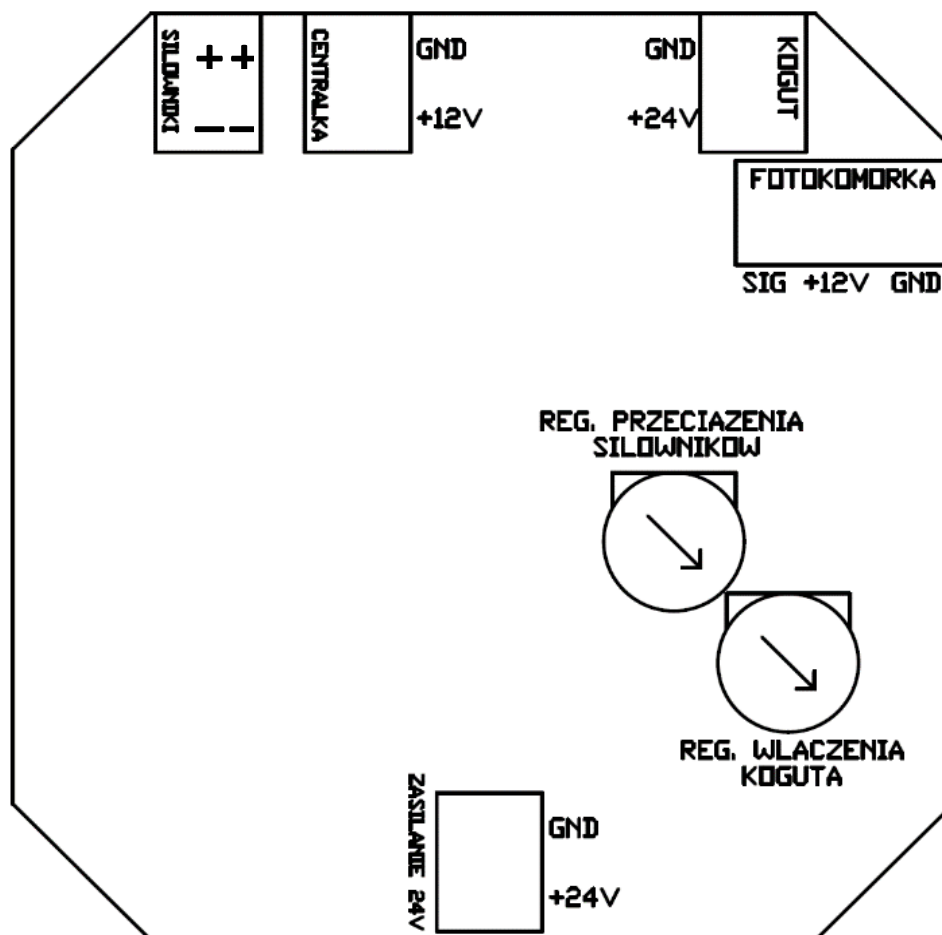 SILOWNIKI
+ +
— —
CENTRALKA
GND
+12V
GND
+24V
KOGUT
FOTOKOMORKA
SIG +12V GND
REG. PRZECIAZENIA
SILOWNIKOW
REG. WLACZENIA
KOGUTA
ZASILANIE 24V
GND
+24V